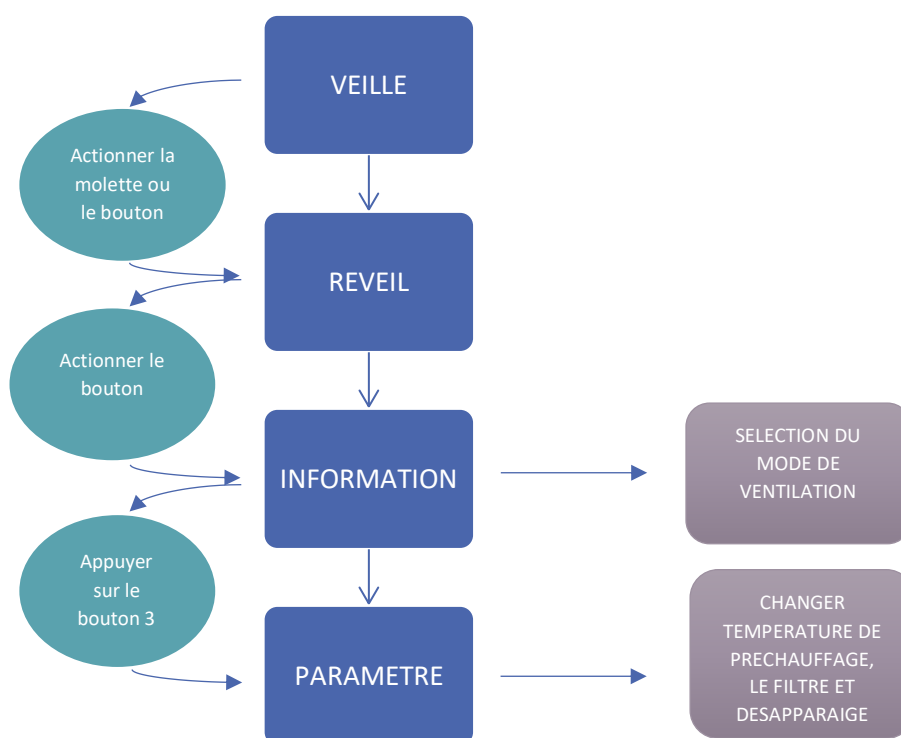 VEILLE
Actionner la
molette ou
le bouton
REVEIL
Actionner le
bouton
INFORMATION
SELECTION DU
MODE DE
VENTILATION
Appuyer
sur le
bouton 3
PARAMETRE
CHANGER
TEMPERATURE DE
PRECHAUFFAGE,
LE FILTRE ET
DESAPPARAIGE